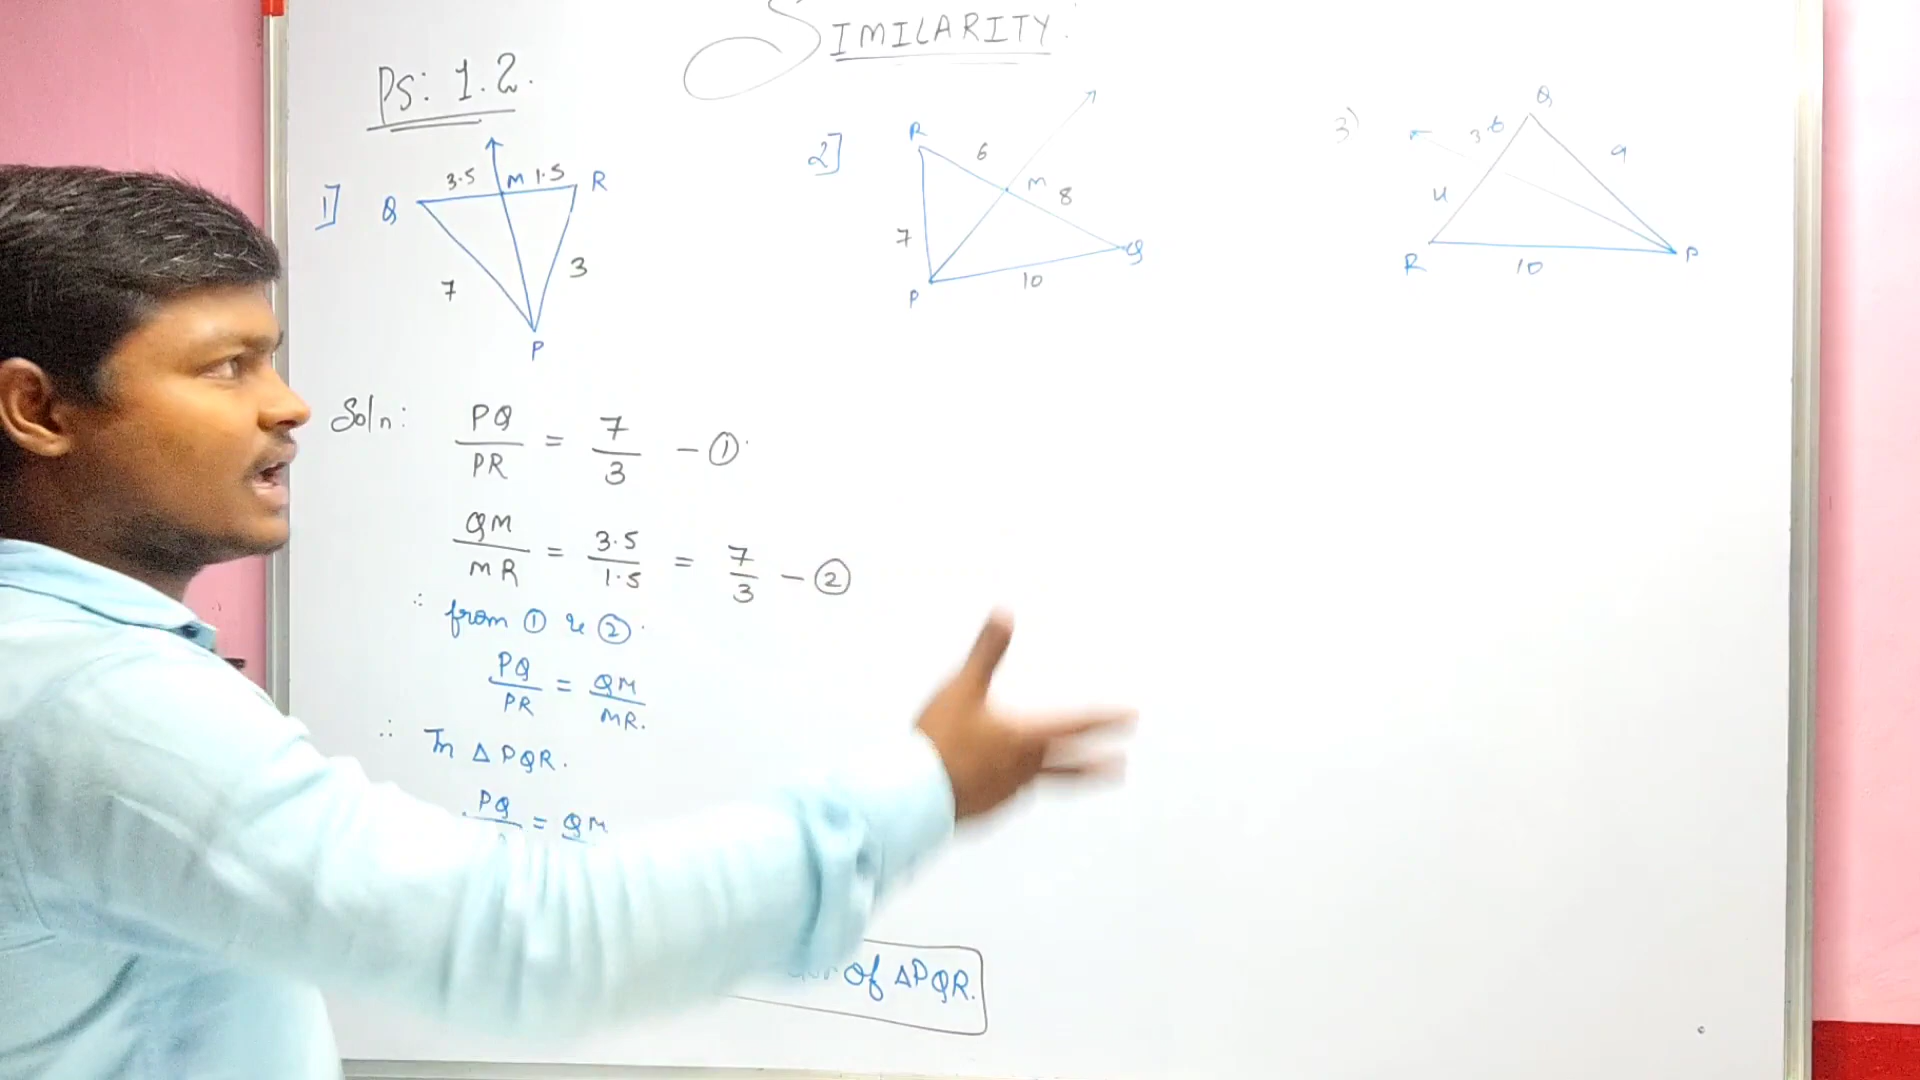 SIMILARITY.
Ps: 1.2.
1]
Q
3.5
M
1.5
R
7
3
P
2]
R
6
M
8
7
P
10
Q
3)
Q
3.6
9
4
R
10
P
Soln:
PQ/PR = 7/3 - ①
QM/MR = 3.5/1.5 = 7/3 - ②
∴ from ① & ②.
PQ/PR = QM/MR.
∴ In △ PQR.
PQ = QM
of △PQR.